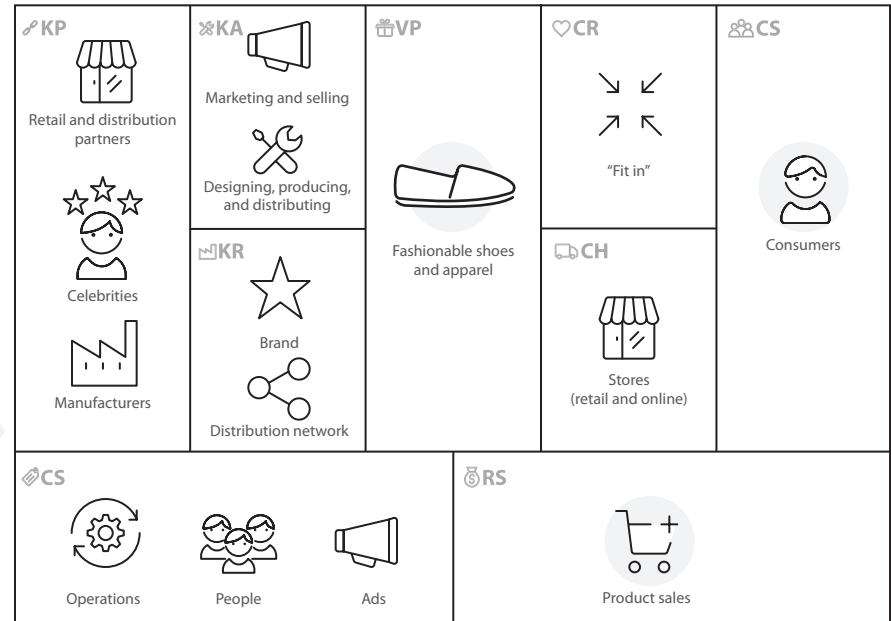 KP
Retail and distribution
partners
Celebrities
Manufacturers
KA
Marketing and selling
Designing, producing,
and distributing
KR
Brand
Distribution network
VP
Fashionable shoes
and apparel
CR
“Fit in”
CH
Stores
(retail and online)
CS
Consumers
CS
Operations
People
Ads
RS
Product sales